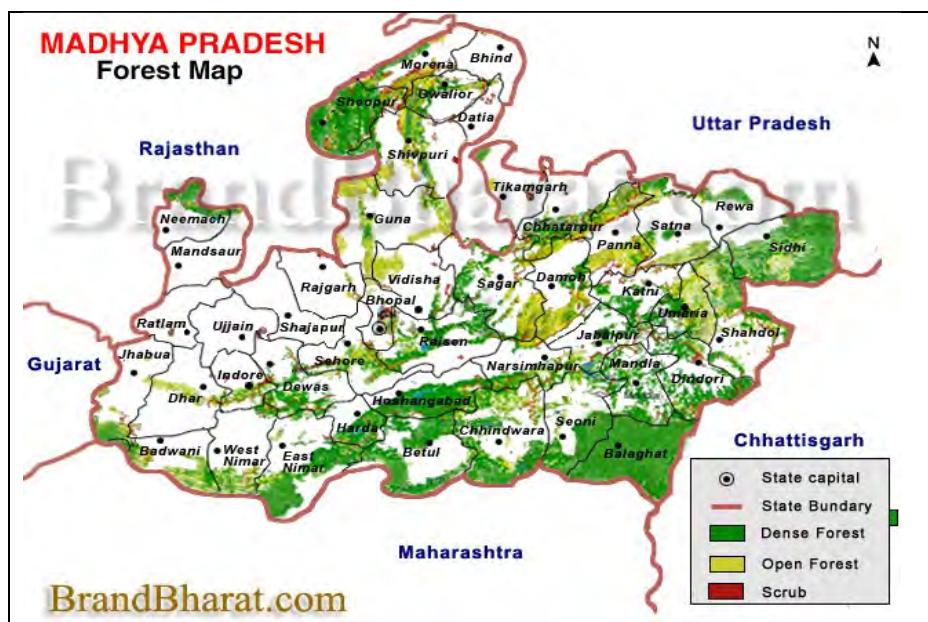 MADHYA PRADESH
Forest Map
N
Rajasthan
Uttar Pradesh
Gujarat
Chhattisgarh
Maharashtra
BrandBharat.com
Morena
Bhind
Sheopur
Gwalior
Datia
Shivpuri
Tikamgarh
Neemach
Guna
Chhatarpur
Panna
Satna
Rewa
Sidhi
Mandsaur
Rajgarh
Vidisha
Sagar
Damoh
Katni
Umaria
Bhopal
Ratlam
Ujjain
Shajapur
Raisen
Jabalpur
Shahdol
Jhabua
Indore
Sehore
Narsimhapur
Mandla
Dindori
Dhar
Dewas
Hoshangabad
Harda
Chhindwara
Seoni
Badwani
West
Nimar
East
Nimar
Betul
Balaghat
State capital
State Bundary
Dense Forest
Open Forest
Scrub
BrandBharat.com